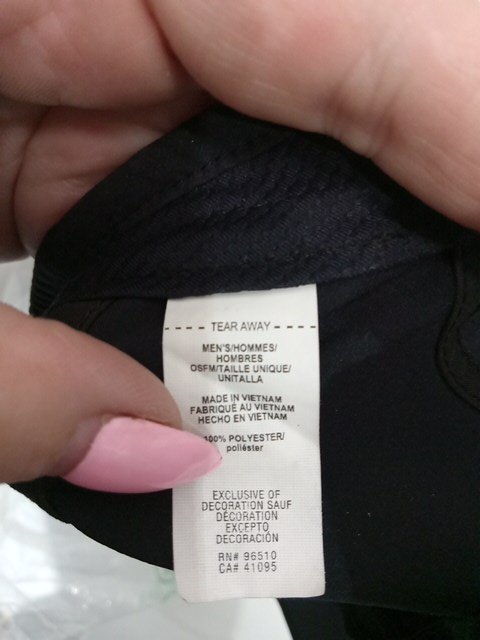 ---- TEAR AWAY ----
MEN'S/HOMMES/
HOMBRES
OSFM/TAILLE UNIQUE/
UNITALLA
MADE IN VIETNAM
FABRIQUÉ AU VIETNAM
HECHO EN VIETNAM
100% POLYESTER/
poliéster
EXCLUSIVE OF
DECORATION SAUF
DÉCORATION
EXCEPTO
DECORACIÓN
RN# 96510
CA# 41095